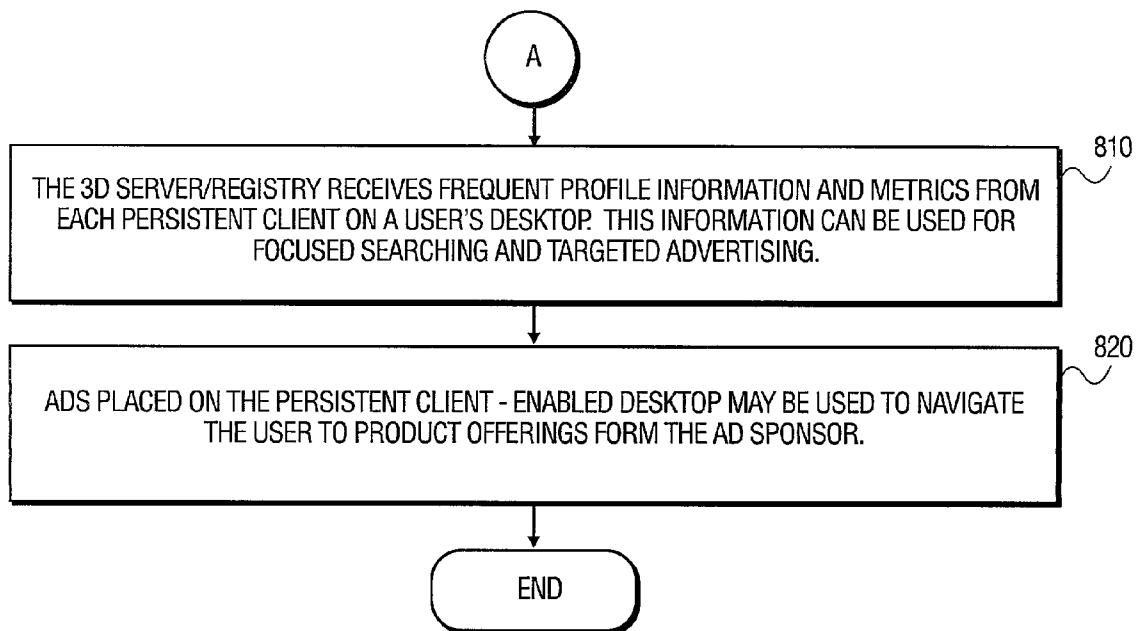 A
810
THE 3D SERVER/REGISTRY RECEIVES FREQUENT PROFILE INFORMATION AND METRICS FROM
EACH PERSISTENT CLIENT ON A USER'S DESKTOP. THIS INFORMATION CAN BE USED FOR
FOCUSED SEARCHING AND TARGETED ADVERTISING.
820
ADS PLACED ON THE PERSISTENT CLIENT - ENABLED DESKTOP MAY BE USED TO NAVIGATE
THE USER TO PRODUCT OFFERINGS FORM THE AD SPONSOR.
END